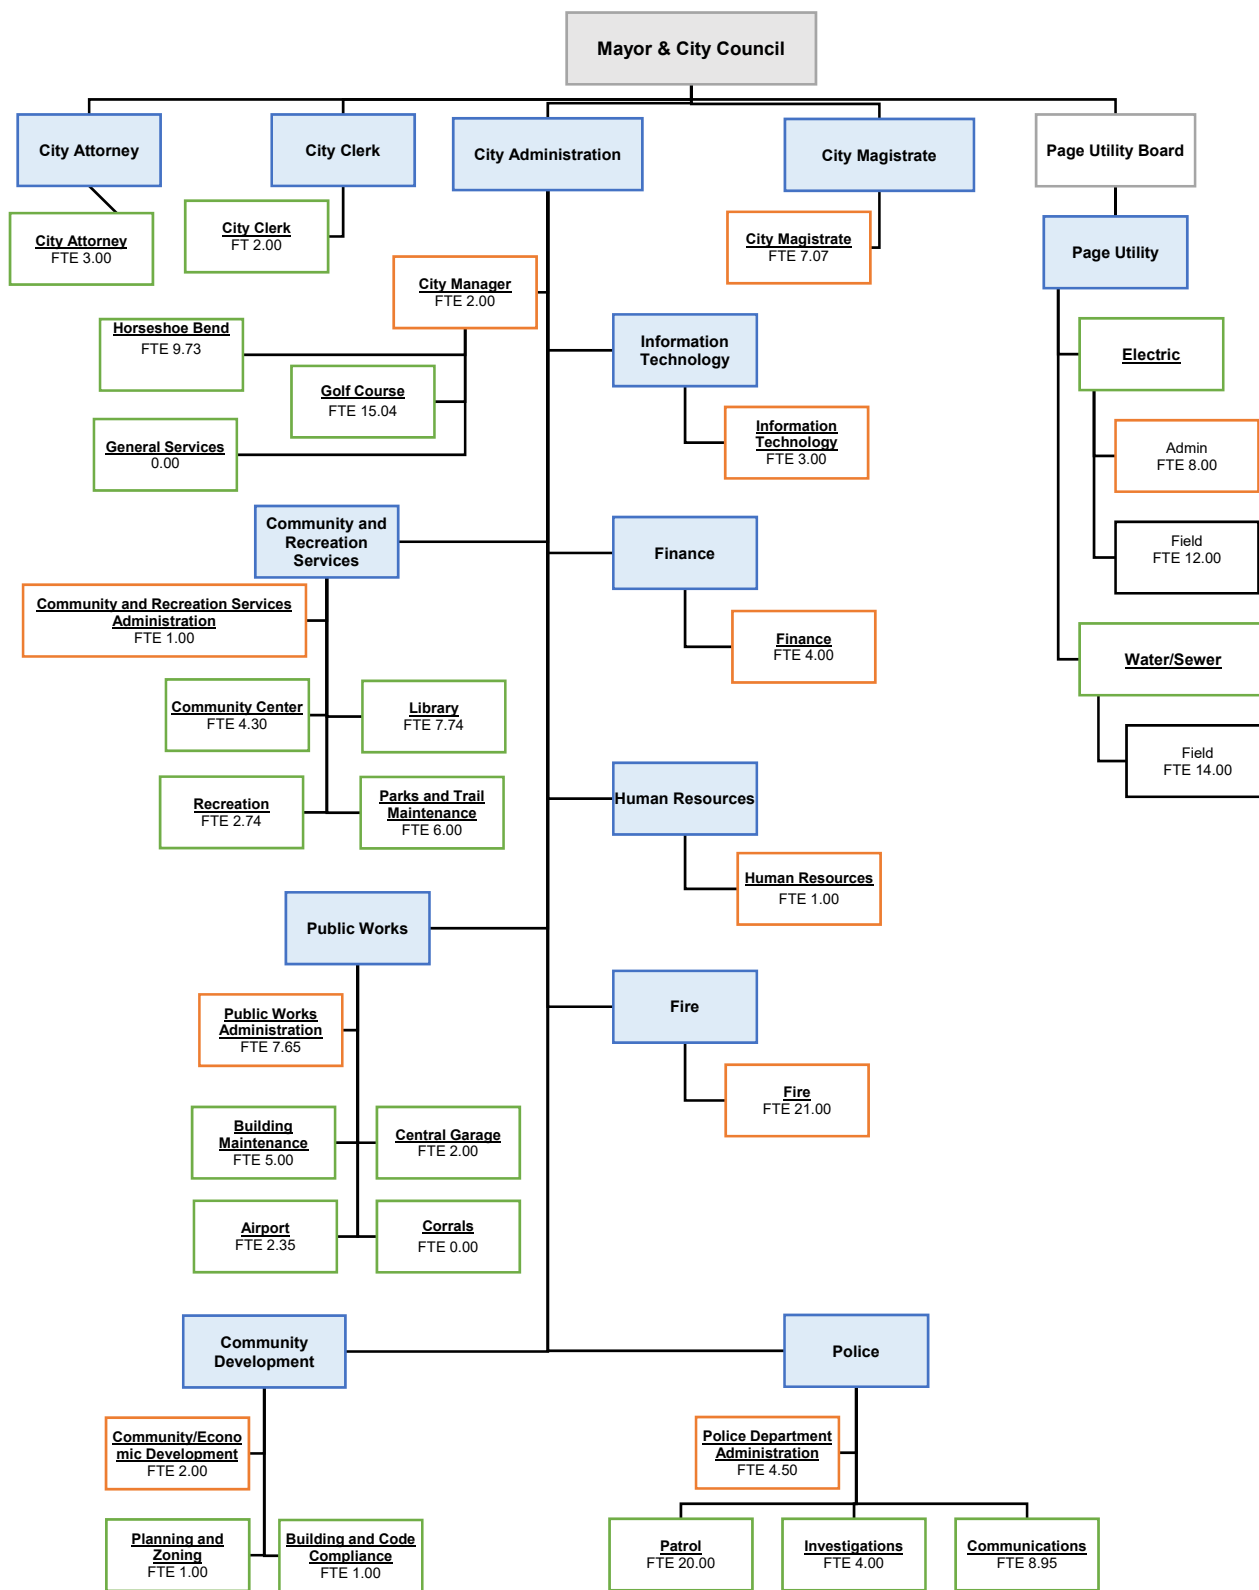 Mayor & City Council
City Attorney
City Clerk
City Administration
City Magistrate
Page Utility Board
City Attorney
FTE 3.00
City Clerk
FT 2.00
City Magistrate
FTE 7.07
Page Utility
City Manager
FTE 2.00
Horseshoe Bend
FTE 9.73
Golf Course
FTE 15.04
General Services
0.00
Information
Technology
Information
Technology
FTE 3.00
Electric
Admin
FTE 8.00
Field
FTE 12.00
Water/Sewer
Field
FTE 14.00
Community and
Recreation
Services
Community and Recreation Services
Administration
FTE 1.00
Community Center
FTE 4.30
Library
FTE 7.74
Recreation
FTE 2.74
Parks and Trail
Maintenance
FTE 6.00
Finance
Finance
FTE 4.00
Human Resources
Human Resources
FTE 1.00
Public Works
Public Works
Administration
FTE 7.65
Building
Maintenance
FTE 5.00
Central Garage
FTE 2.00
Airport
FTE 2.35
Corrals
FTE 0.00
Fire
Fire
FTE 21.00
Community
Development
Community/Econo
mic Development
FTE 2.00
Planning and
Zoning
FTE 1.00
Building and Code
Compliance
FTE 1.00
Police
Police Department
Administration
FTE 4.50
Patrol
FTE 20.00
Investigations
FTE 4.00
Communications
FTE 8.95